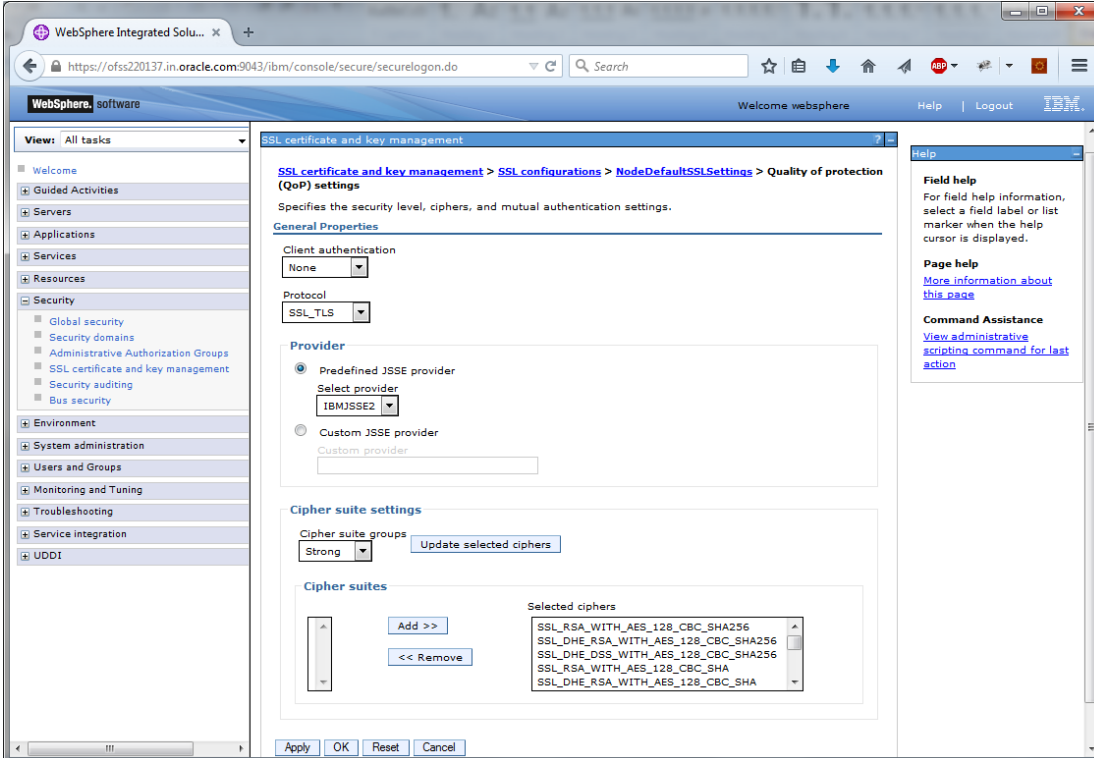 WebSphere Integrated Solu... ×
https://ofss220137.in.oracle.com:9043/ibm/console/secure/securelogon.do
Search
ABP
WebSphere. software
Welcome websphere
Help | Logout
IBM.
View: All tasks
Welcome
Guided Activities
Servers
Applications
Services
Resources
Security
Global security
Security domains
Administrative Authorization Groups
SSL certificate and key management
Security auditing
Bus security
Environment
System administration
Users and Groups
Monitoring and Tuning
Troubleshooting
Service integration
UDDI
SSL certificate and key management
SSL certificate and key management > SSL configurations > NodeDefaultSSLSettings > Quality of protection
(QoP) settings
Specifies the security level, ciphers, and mutual authentication settings.
General Properties
Client authentication
None
Protocol
SSL_TLS
Provider
Predefined JSSE provider
Select provider
IBMJSSE2
Custom JSSE provider
Custom provider
Cipher suite settings
Cipher suite groups
Strong
Update selected ciphers
Cipher suites
Add >>
<< Remove
Selected ciphers
SSL_RSA_WITH_AES_128_CBC_SHA256
SSL_DHE_RSA_WITH_AES_128_CBC_SHA256
SSL_DHE_DSS_WITH_AES_128_CBC_SHA256
SSL_RSA_WITH_AES_128_CBC_SHA
SSL_DHE_RSA_WITH_AES_128_CBC_SHA
Apply OK Reset Cancel
Help
Field help
For field help information,
select a field label or list
marker when the help
cursor is displayed.
Page help
More information about
this page
Command Assistance
View administrative
scripting command for last
action